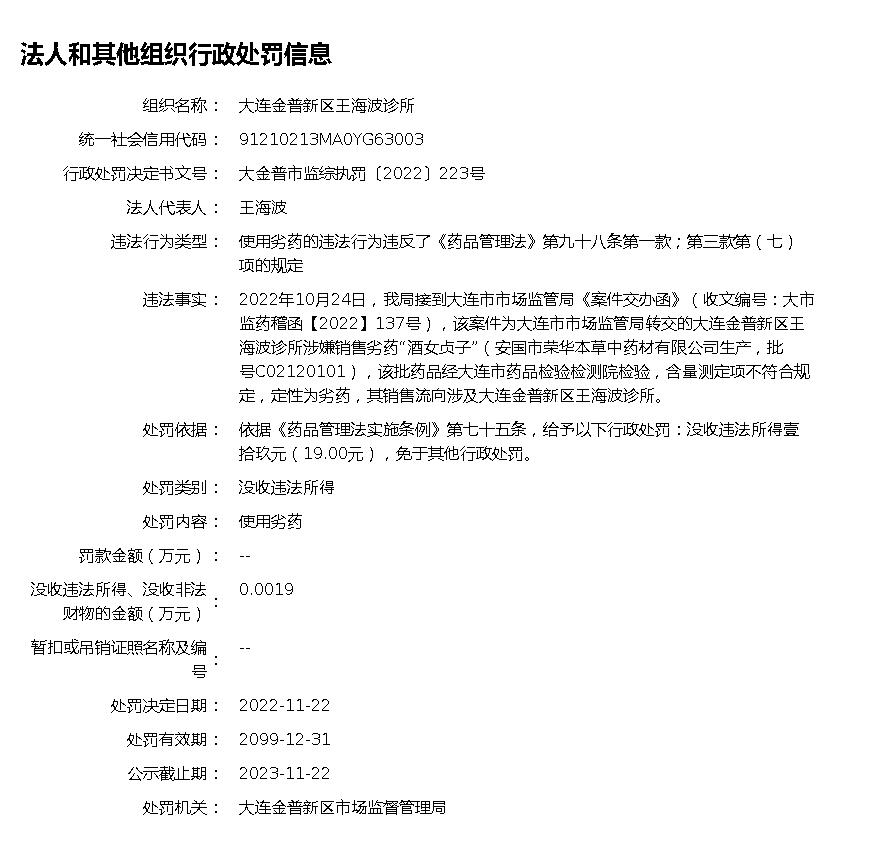 法人和其他组织行政处罚信息
组织名称： 大连金普新区王海波诊所
统一社会信用代码： 91210213MA0YG63003
行政处罚决定书文号： 大金普市监综执罚〔2022〕223号
法人代表人： 王海波
违法行为类型： 使用劣药的违法行为违反了《药品管理法》第九十八条第一款；第三款第（七）
项的规定
违法事实： 2022年10月24日，我局接到大连市市场监管局《案件交办函》（收文编号：大市
监药稽函【2022】137号），该案件为大连市市场监管局转交的大连金普新区王
海波诊所涉嫌销售劣药“酒女贞子”（安国市荣华本草中药材有限公司生产，批
号C02120101），该批药品经大连市药品检验检测院检验，含量测定项不符合规
定，定性为劣药，其销售流向涉及大连金普新区王海波诊所。
处罚依据： 依据《药品管理法实施条例》第七十五条，给予以下行政处罚：没收违法所得壹
拾玖元（19.00元），免于其他行政处罚。
处罚类别： 没收违法所得
处罚内容： 使用劣药
罚款金额（万元）： --
没收违法所得、没收非法 0.0019
财物的金额（万元）：
暂扣或吊销证照名称及编 --
号：
处罚决定日期： 2022-11-22
处罚有效期： 2099-12-31
公示截止期： 2023-11-22
处罚机关： 大连金普新区市场监督管理局